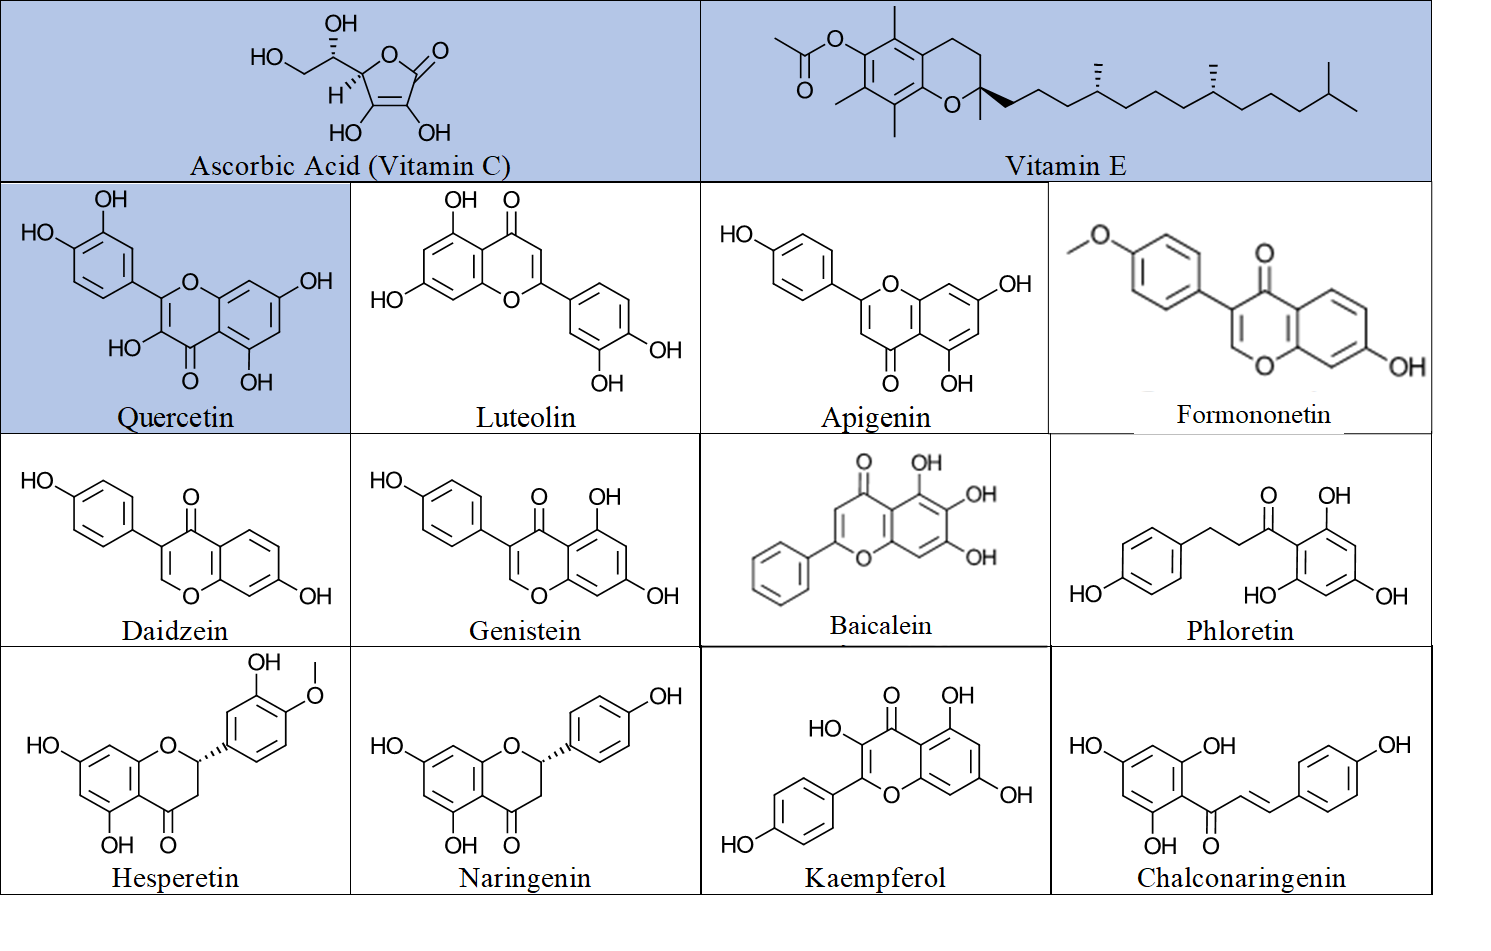 OH
HO
O
O
H
HO
OH
Ascorbic Acid (Vitamin C)
O
O
O
Vitamin E
OH
HO
O
OH
HO
O
OH
Quercetin
OH
O
HO
O
OH
OH
Luteolin
HO
O
OH
O
OH
Apigenin
O
O
O
OH
Formononetin
HO
O
O
OH
Daidzein
HO
O
OH
O
OH
Genistein
O
OH
OH
O
OH
Baicalein
O
OH
HO
HO
OH
Phloretin
OH
O
HO
O
OH
O
Hesperetin
OH
HO
O
OH
O
Naringenin
O
OH
HO
O
OH
HO
Kaempferol
HO
OH
OH
OH
O
Chalconaringenin